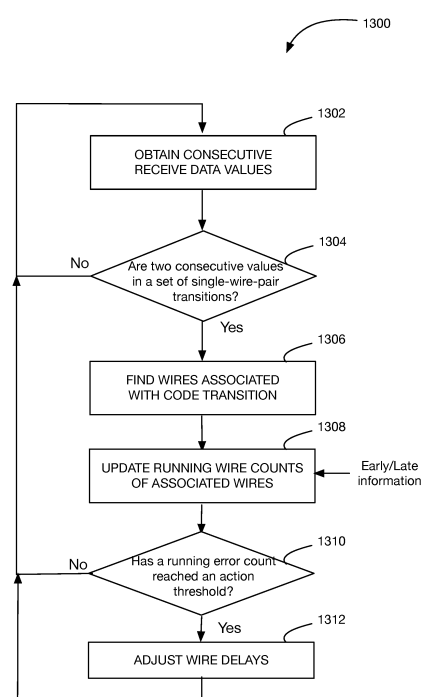 1300
1302
OBTAIN CONSECUTIVE
RECEIVE DATA VALUES
1304
No
Are two consecutive values
in a set of single-wire-pair
transitions?
Yes
1306
FIND WIRES ASSOCIATED
WITH CODE TRANSITION
1308
UPDATE RUNNING WIRE COUNTS
OF ASSOCIATED WIRES
Early/Late
information
1310
No
Has a running error count
reached an action
threshold?
Yes
1312
ADJUST WIRE DELAYS